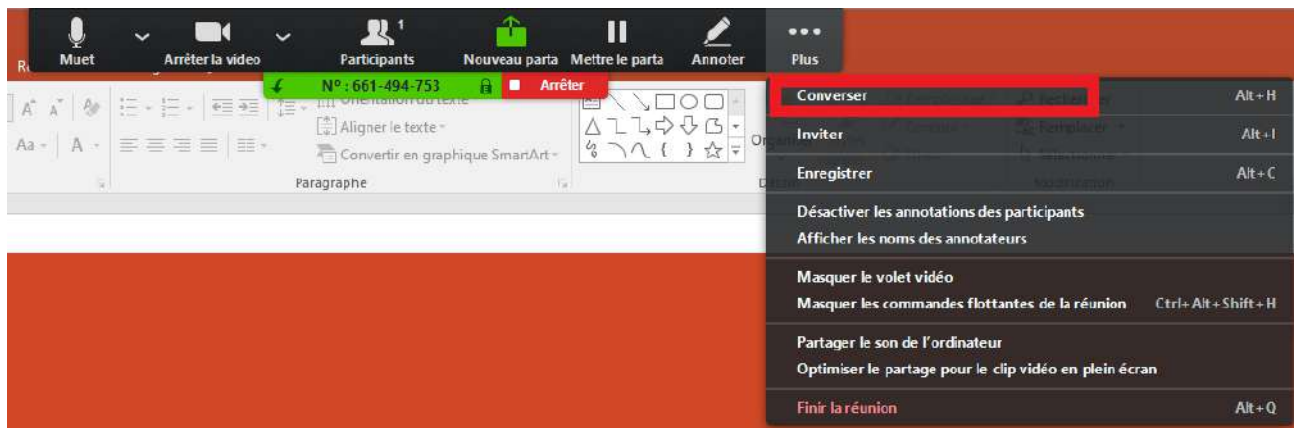 Muet
Arrêter la vidéo
Participants 1
Nouveau parta
Mettre le parta
Annoter
Plus
N° : 661-494-753
Arrêter
Aligner le texte
Convertir en graphique SmartArt
Paragraphe
Converser Alt+H
Inviter Alt+I
Enregistrer Alt+C
Désactiver les annotations des participants
Afficher les noms des annotateurs
Masquer le volet vidéo
Masquer les commandes flottantes de la réunion Ctrl+Alt+Shift+H
Partager le son de l'ordinateur
Optimiser le partage pour le clip vidéo en plein écran
Finir la réunion Alt+Q